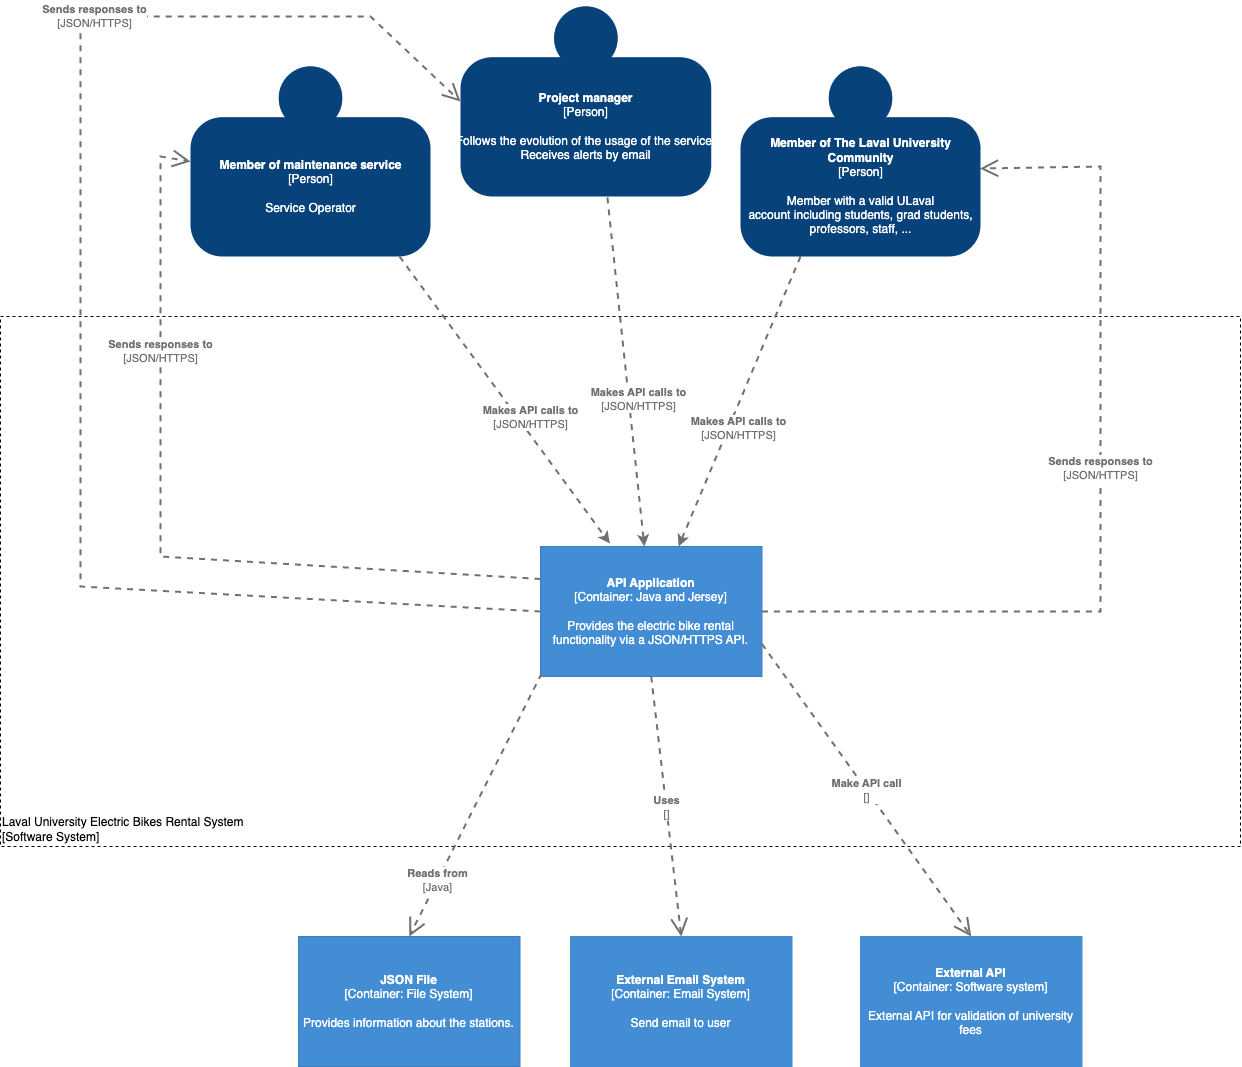 Sends responses to
[JSON/HTTPS]
Project manager
[Person]
Follows the evolution of the usage of the service
Receives alerts by email
Member of maintenance service
[Person]
Service Operator
Member of The Laval University
Community
[Person]
Member with a valid ULaval
account including students, grad students,
professors, staff, ...
Sends responses to
[JSON/HTTPS]
Makes API calls to
[JSON/HTTPS]
Makes API calls to
[JSON/HTTPS]
Makes API calls to
[JSON/HTTPS]
Sends responses to
[JSON/HTTPS]
API Application
[Container: Java and Jersey]
Provides the electric bike rental
functionality via a JSON/HTTPS API.
Make API call
[]
Uses
[]
Laval University Electric Bikes Rental System
[Software System]
Reads from
[Java]
JSON File
[Container: File System]
Provides information about the stations.
External Email System
[Container: Email System]
Send email to user
External API
[Container: Software system]
External API for validation of university
fees